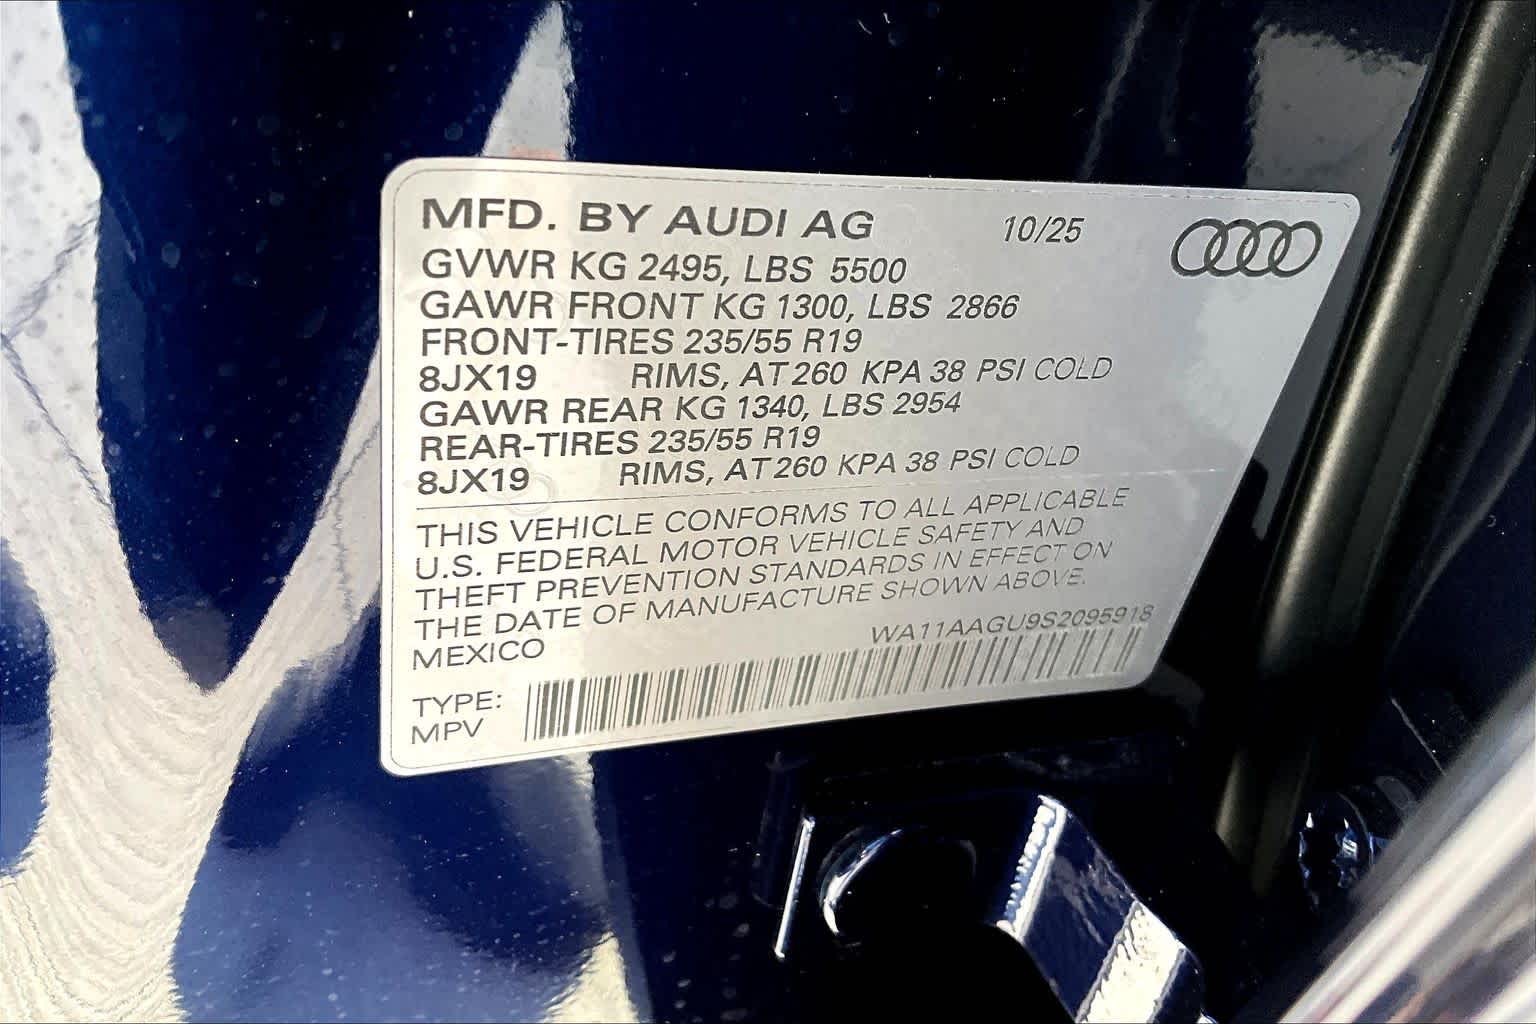 MFD. BY AUDI AG 10/25
GVWR KG 2495, LBS 5500
GAWR FRONT KG 1300, LBS 2866
FRONT-TIRES 235/55 R19
8JX19 RIMS, AT 260 KPA 38 PSI COLD
GAWR REAR KG 1340, LBS 2954
REAR-TIRES 235/55 R19
8JX19 RIMS, AT 260 KPA 38 PSI COLD
THIS VEHICLE CONFORMS TO ALL APPLICABLE
U.S. FEDERAL MOTOR VEHICLE SAFETY AND
THEFT PREVENTION STANDARDS IN EFFECT ON
THE DATE OF MANUFACTURE SHOWN ABOVE.
MEXICO WA11AAGU9S2095918
TYPE:
MPV